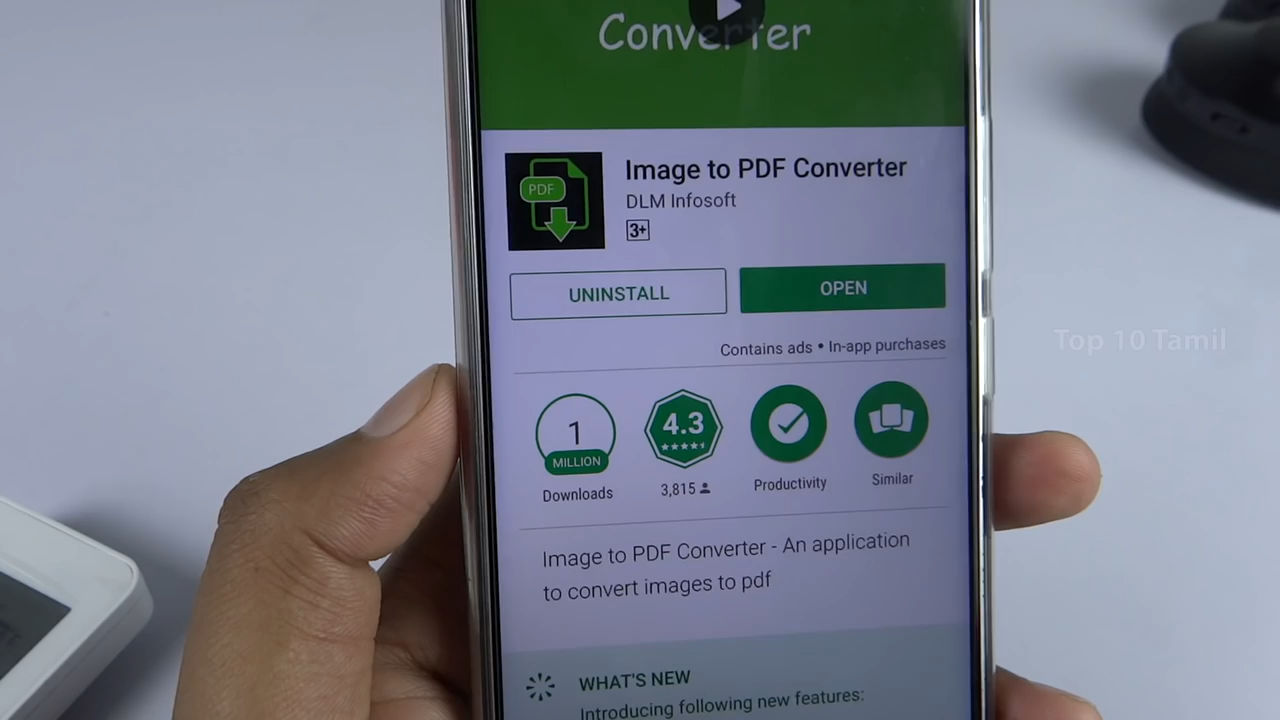 Converter
PDF
Image to PDF Converter
DLM Infosoft
3+
UNINSTALL
OPEN
Contains ads • In-app purchases
1
MILLION
Downloads
4.3
3,815
Productivity
Similar
Image to PDF Converter - An application
to convert images to pdf
WHAT'S NEW
Introducing following new features:
Top 10 Tamil